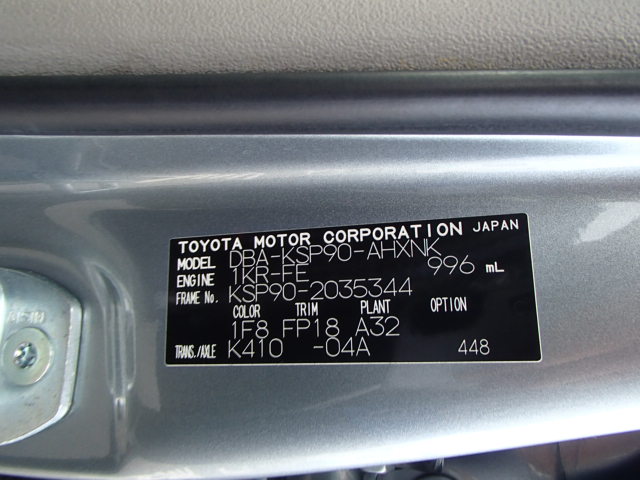 TOYOTA MOTOR CORPORATION JAPAN
MODEL DBA-KSP90-AHXNK
ENGINE 1KR-FE 996 mL
FRAME No. KSP90-2035344
COLOR TRIM PLANT OPTION
1F8 FP18 A32
TRANS./AXLE K410 -04A 448